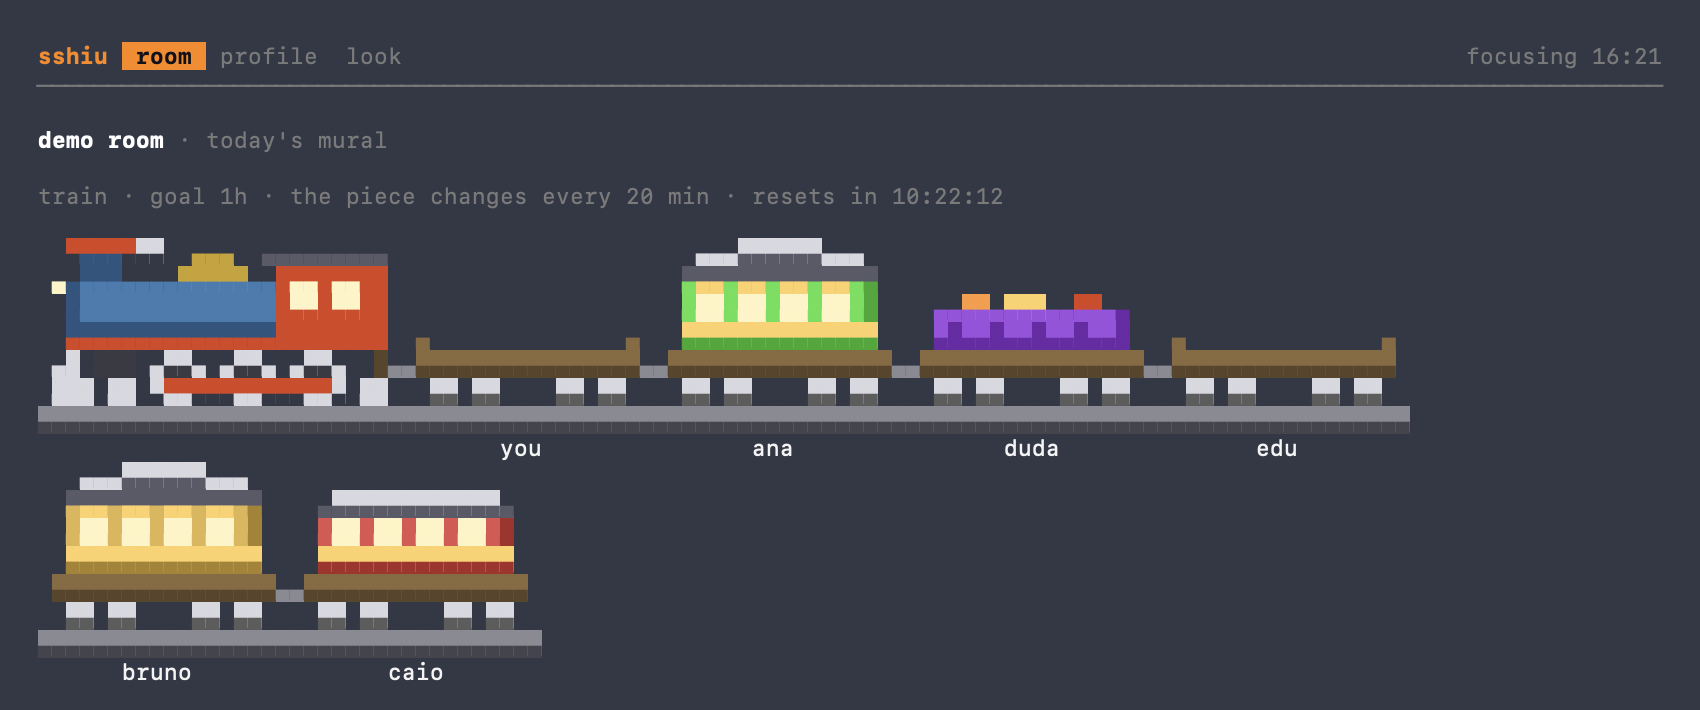 sshiu room profile look focusing 16:21
demo room · today's mural
train · goal 1h · the piece changes every 20 min · resets in 10:22:12
you ana duda edu
bruno caio